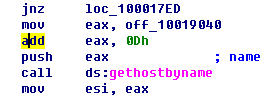 jnz loc_100017ED
mov eax, off_10019040
add eax, 0Dh
push eax ; name
call ds:gethostbyname
mov esi, eax